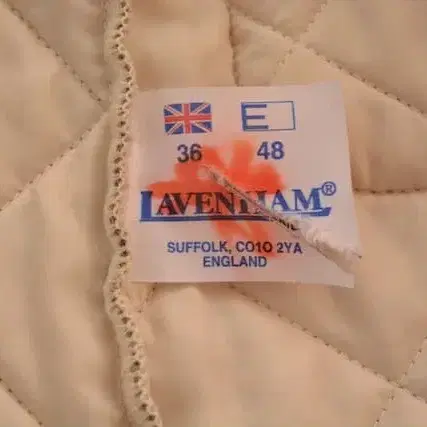 E
36 48
LAVENHAM®
SUFFOLK, CO10 2YA
ENGLAND